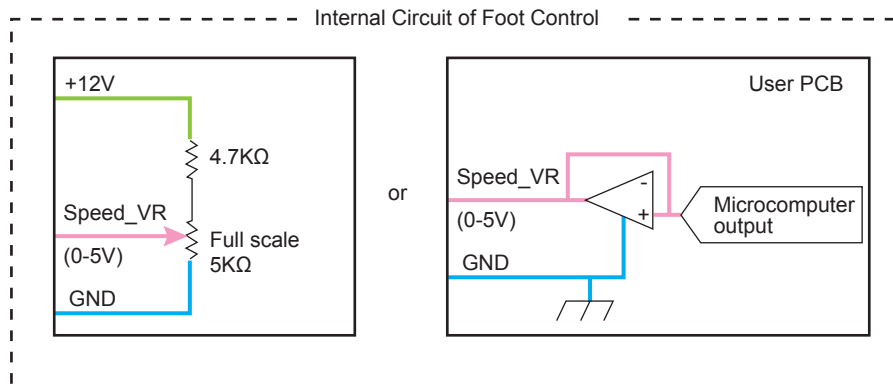 Internal Circuit of Foot Control
+12V
4.7KΩ
Speed_VR
(0-5V)
Full scale
5KΩ
GND
or
User PCB
Speed_VR
(0-5V)
-
+
Microcomputer
output
GND